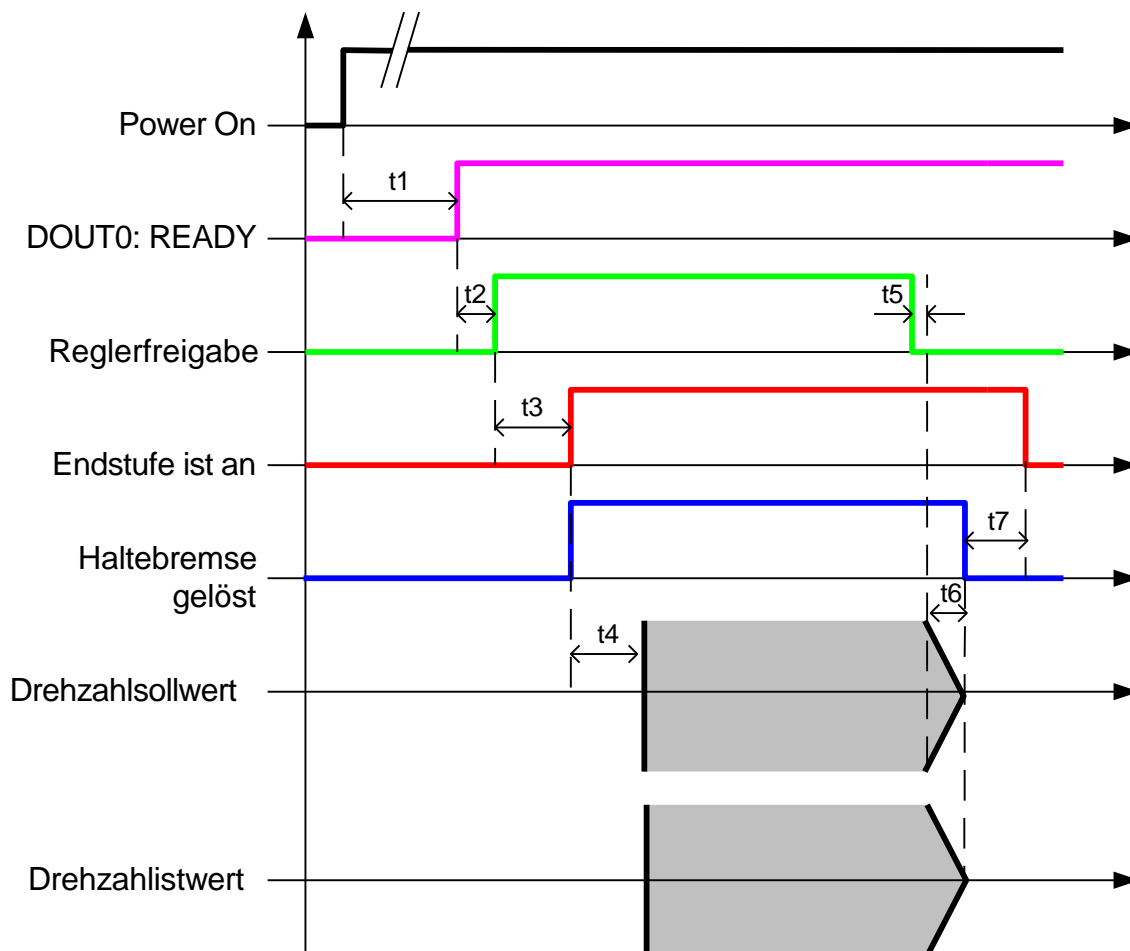 Power On
t1
DOUT0: READY
t2
t5
Reglerfreigabe
t3
Endstufe ist an
t7
Haltebremse
gelöst
t6
t4
Drehzahlsollwert
Drehzahlistwert